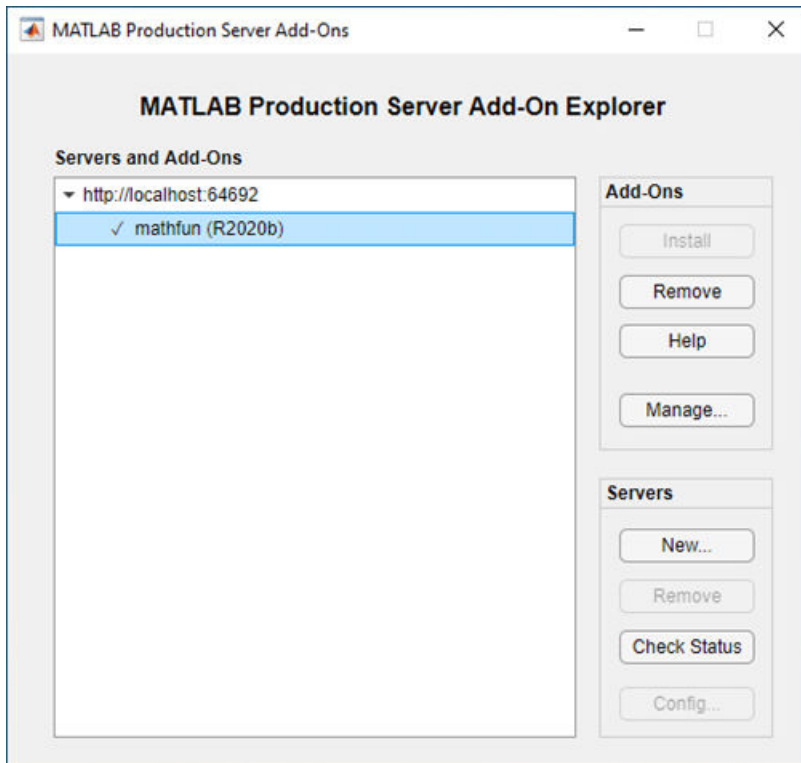 MATLAB Production Server Add-Ons
MATLAB Production Server Add-On Explorer
Servers and Add-Ons
http://localhost:64692
✓ mathfun (R2020b)
Add-Ons
Install
Remove
Help
Manage...
Servers
New...
Remove
Check Status
Config...